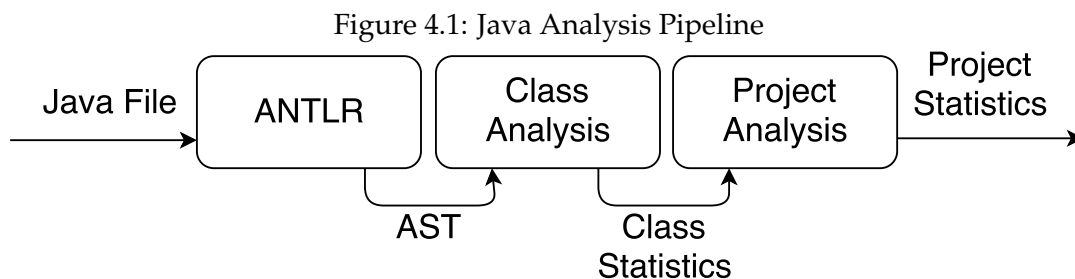 Figure 4.1: Java Analysis Pipeline
Java File
ANTLR
Class
Analysis
Project
Analysis
Project
Statistics
AST
Class
Statistics